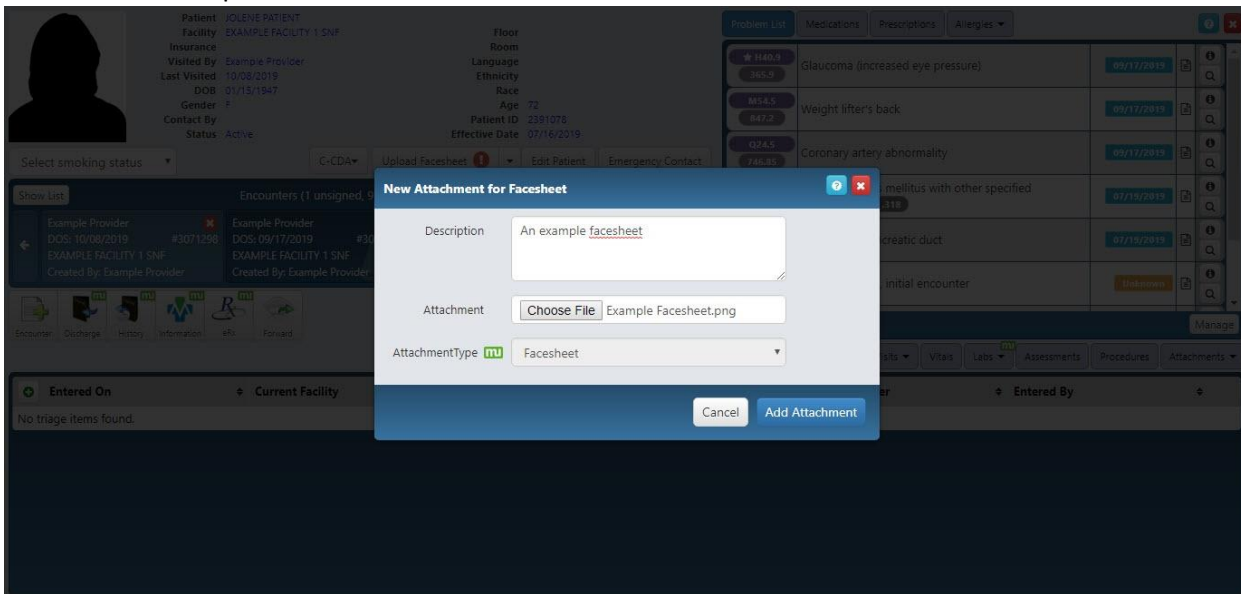 Patient JOLENE PATIENT
Facility EXAMPLE FACILITY 1 SNF
Insurance
Visited By Example Provider
Last Visited 10/08/2019
DOB 01/15/1947
Gender F
Contact By
Status Active
Floor
Room
Language
Ethnicity
Race
Age 72
Patient ID 2391078
Effective Date 07/16/2019
Select smoking status
C-CDA
Upload Facesheet
Edit Patient
Emergency Contact
Problem List Medications Prescriptions Allergies
H40.9
365.9
Glaucoma (increased eye pressure) 09/17/2019
M54.5
847.2
Weight lifter's back 09/17/2019
Q24.5
746.85
Coronary artery abnormality 09/17/2019
mellitus with other specified
.318
07/19/2019
creatic duct 07/19/2019
initial encounter Unknown
Manage
Show List Encounters (1 unsigned, 9
Example Provider
DOS: 10/08/2019 #3071298
EXAMPLE FACILITY 1 SNF
Created By: Example Provider
Example Provider
DOS: 09/17/2019 #30
EXAMPLE FACILITY 1 SNF
Created By: Example Provider
Encounter Discharge History Information eRx Forward
sits Vitals Labs Assessments Procedures Attachments
Entered On Current Facility er Entered By
No triage items found.
New Attachment for Facesheet
Description An example facesheet
Attachment Choose File Example Facesheet.png
AttachmentType mu Facesheet
Cancel Add Attachment